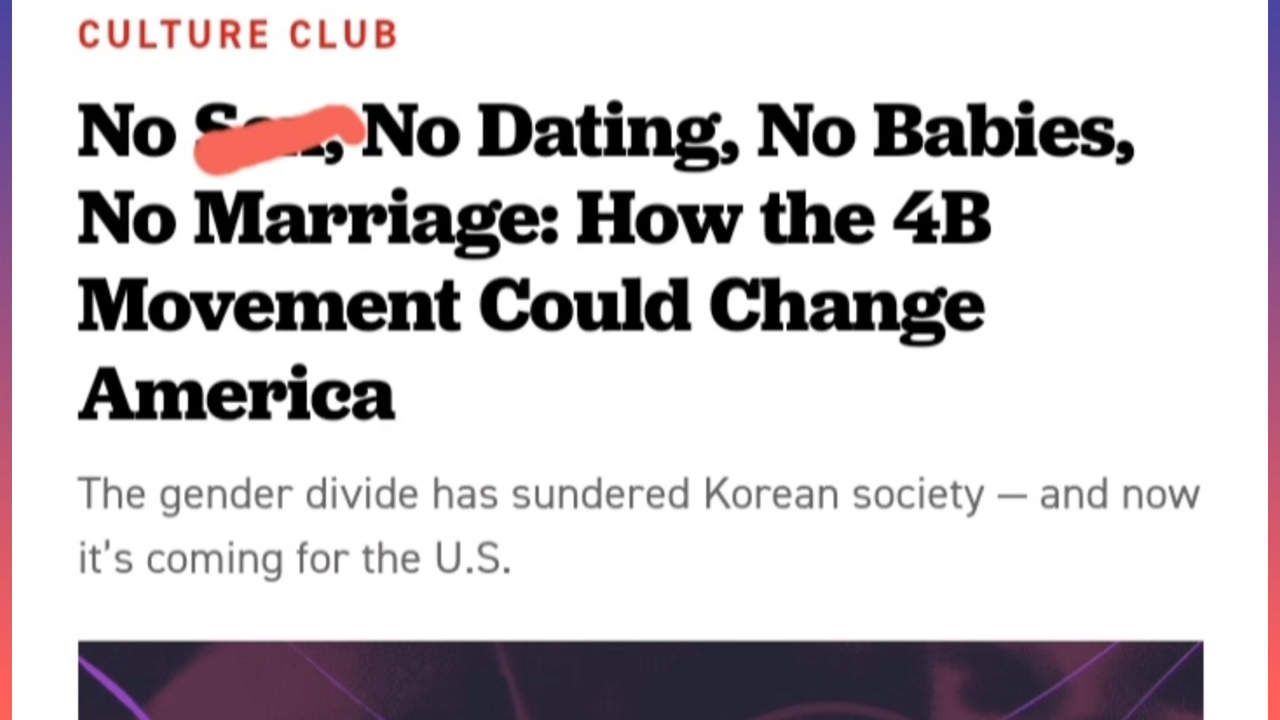 CULTURE CLUB
No No Dating, No Babies,
No Marriage: How the 4B
Movement Could Change
America
The gender divide has sundered Korean society — and now
it's coming for the U.S.